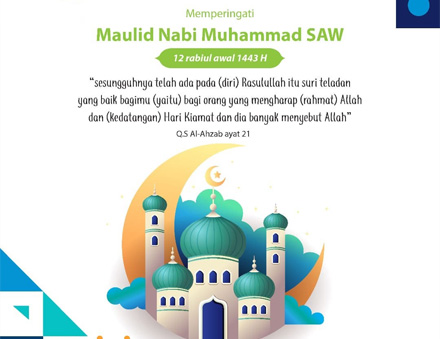 Memperingati
Maulid Nabi Muhammad SAW
12 rabiul awal 1443 H
“sesungguhnya telah ada pada (diri) Rasulullah itu suri teladan
yang baik bagimu (yaitu) bagi orang yang mengharap (rahmat) Allah
dan (Kedatangan) Hari Kiamat dan dia banyak menyebut Allah”
Q.S Al-Ahzab ayat 21